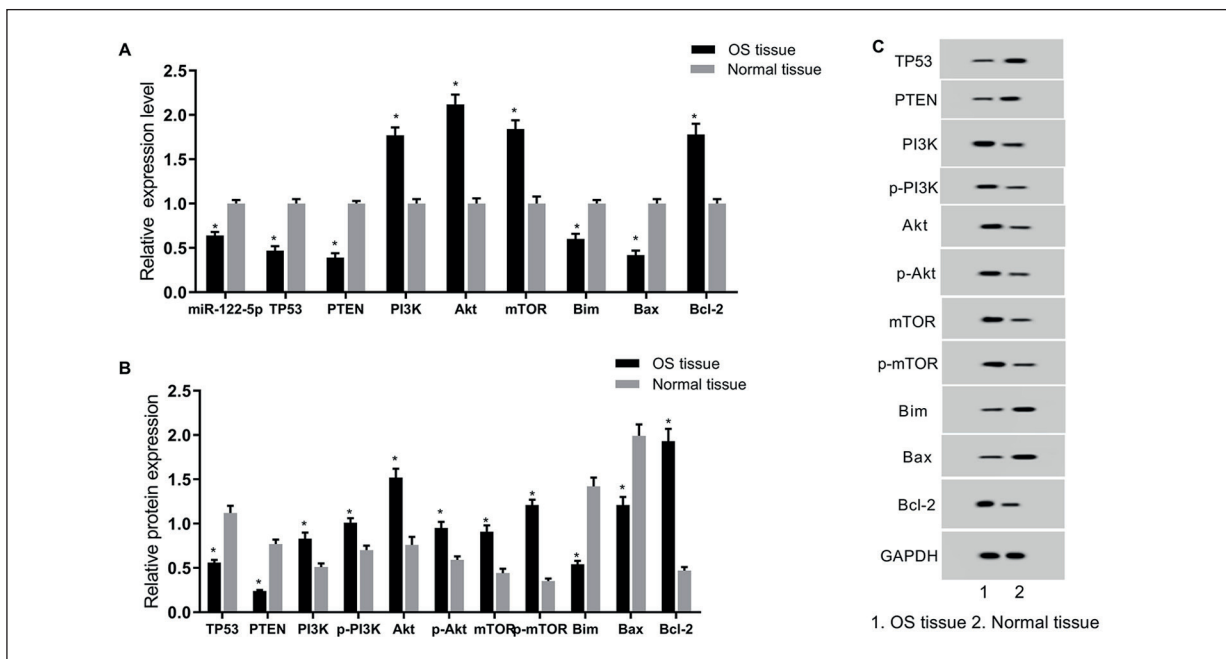 A
OS tissue
Normal tissue
Relative expression level
2.5
2.0
1.5
1.0
0.5
0.0
* * * * * * * * *
miR-122-5p TP53 PTEN PI3K Akt mTOR Bim Bax Bcl-2
B
OS tissue
Normal tissue
Relative protein expression
2.5
2.0
1.5
1.0
0.5
0.0
* * * * * * * * * * *
TP53 PTEN PI3K p-PI3K Akt p-Akt mTOR p-mTOR Bim Bax Bcl-2
C
TP53
PTEN
PI3K
p-PI3K
Akt
p-Akt
mTOR
p-mTOR
Bim
Bax
Bcl-2
GAPDH
1 2
1. OS tissue 2. Normal tissue